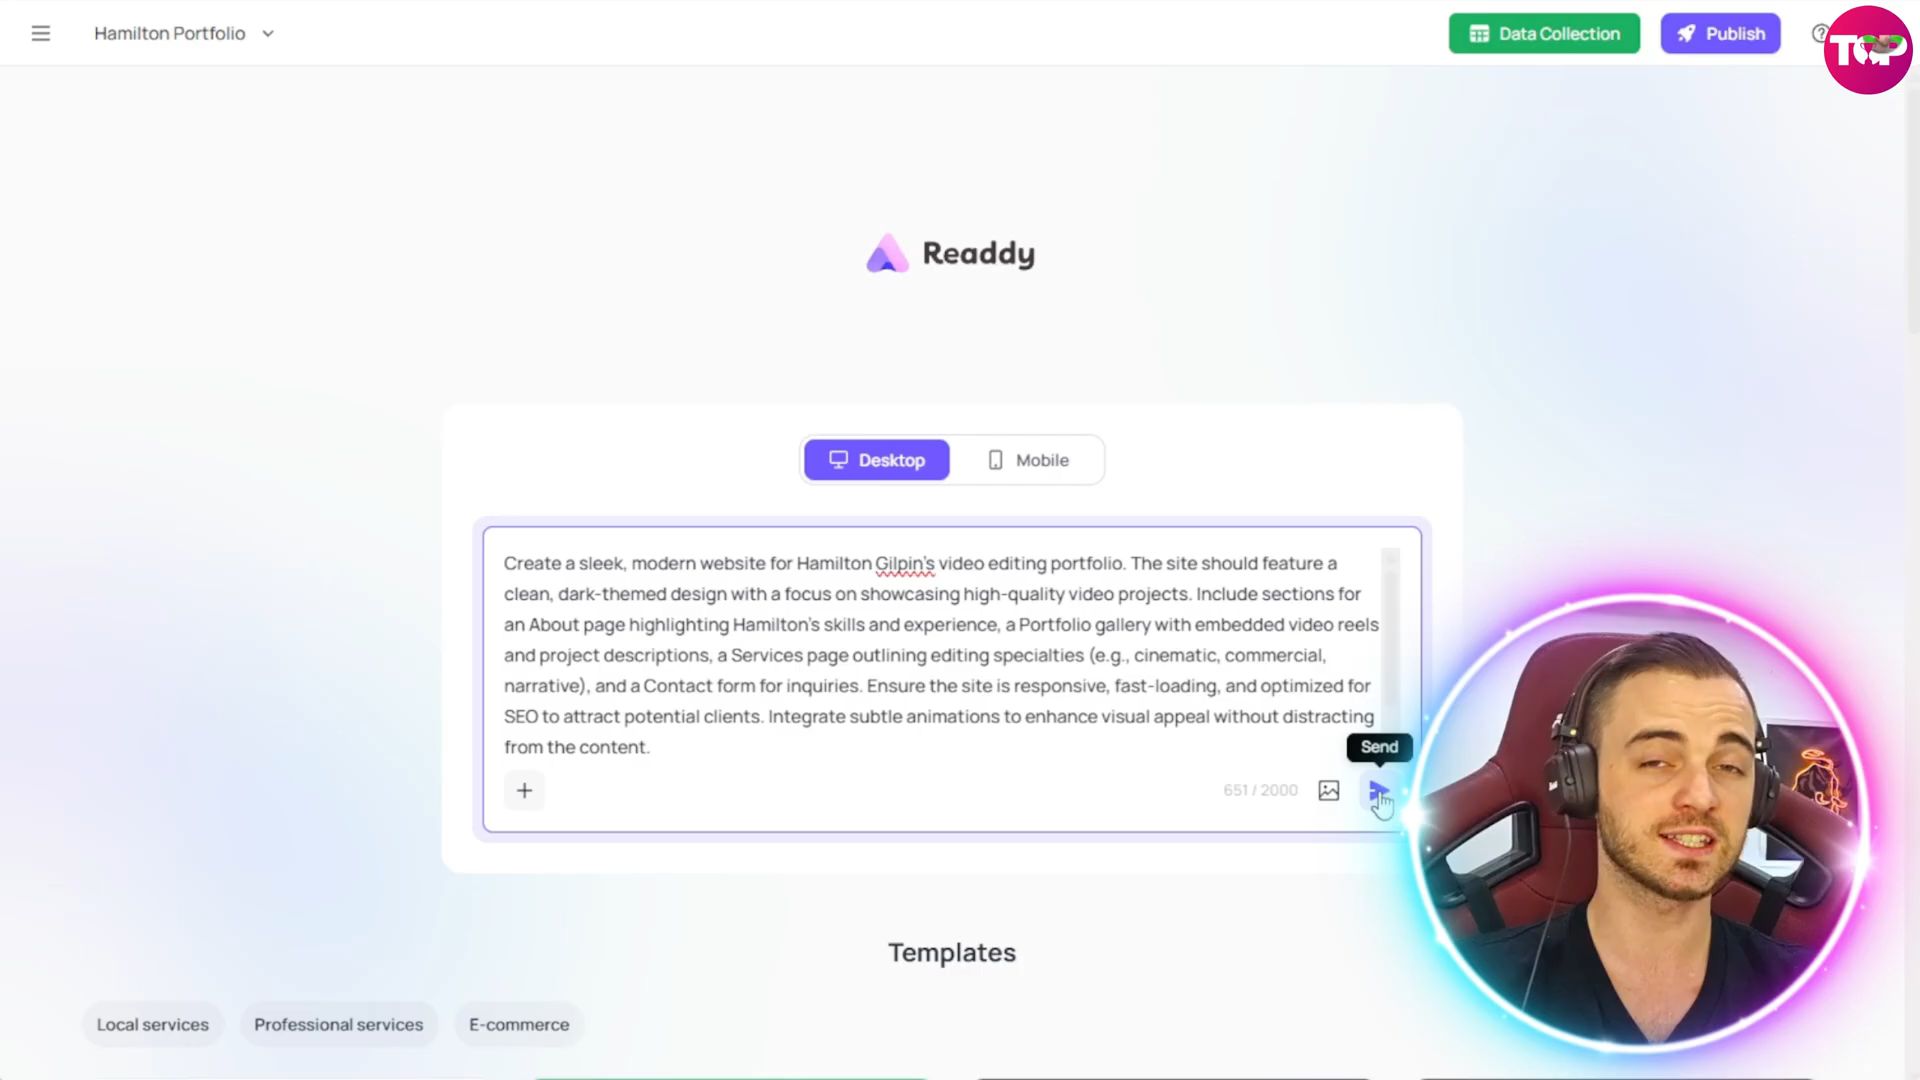 Hamilton Portfolio
Data Collection
Publish
TOP
Readdy
Desktop
Mobile
Create a sleek, modern website for Hamilton Gilpin's video editing portfolio. The site should feature a
clean, dark-themed design with a focus on showcasing high-quality video projects. Include sections for
an About page highlighting Hamilton's skills and experience, a Portfolio gallery with embedded video reels
and project descriptions, a Services page outlining editing specialties (e.g., cinematic, commercial,
narrative), and a Contact form for inquiries. Ensure the site is responsive, fast-loading, and optimized for
SEO to attract potential clients. Integrate subtle animations to enhance visual appeal without distracting
from the content.
Send
651 / 2000
Templates
Local services
Professional services
E-commerce